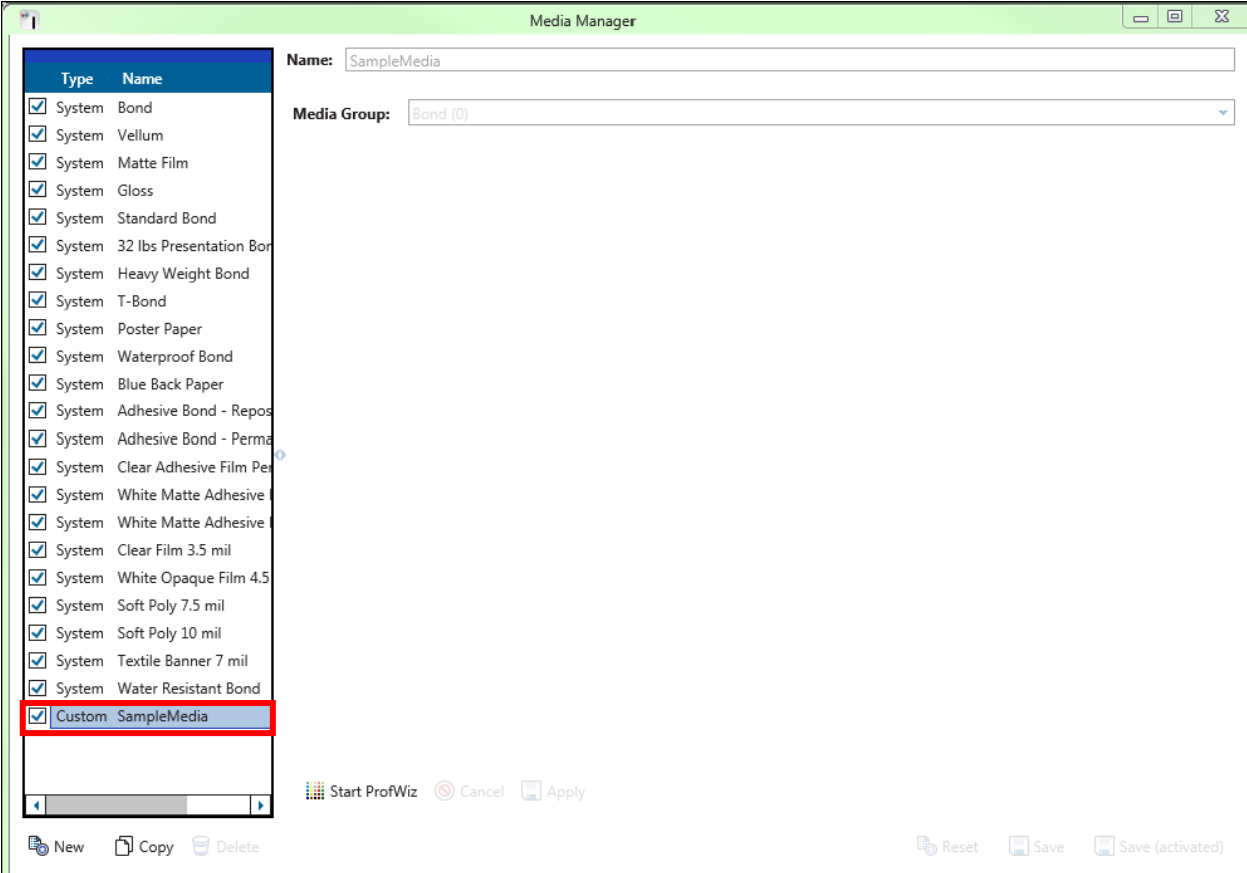 Media Manager
Name: SampleMedia
Type Name
Media Group: Bond (0)
System Bond
System Vellum
System Matte Film
System Gloss
System Standard Bond
System 32 lbs Presentation Bor
System Heavy Weight Bond
System T-Bond
System Poster Paper
System Waterproof Bond
System Blue Back Paper
System Adhesive Bond - Repos
System Adhesive Bond - Perma
System Clear Adhesive Film Per
System White Matte Adhesive
System White Matte Adhesive
System Clear Film 3.5 mil
System White Opaque Film 4.5
System Soft Poly 7.5 mil
System Soft Poly 10 mil
System Textile Banner 7 mil
System Water Resistant Bond
Custom SampleMedia
Start ProfWiz Cancel Apply
New Copy Delete Reset Save Save (activated)